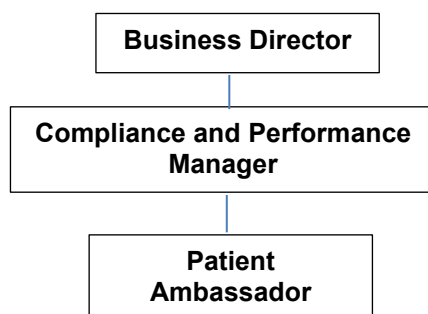 Business Director
Compliance and Performance
Manager
Patient
Ambassador